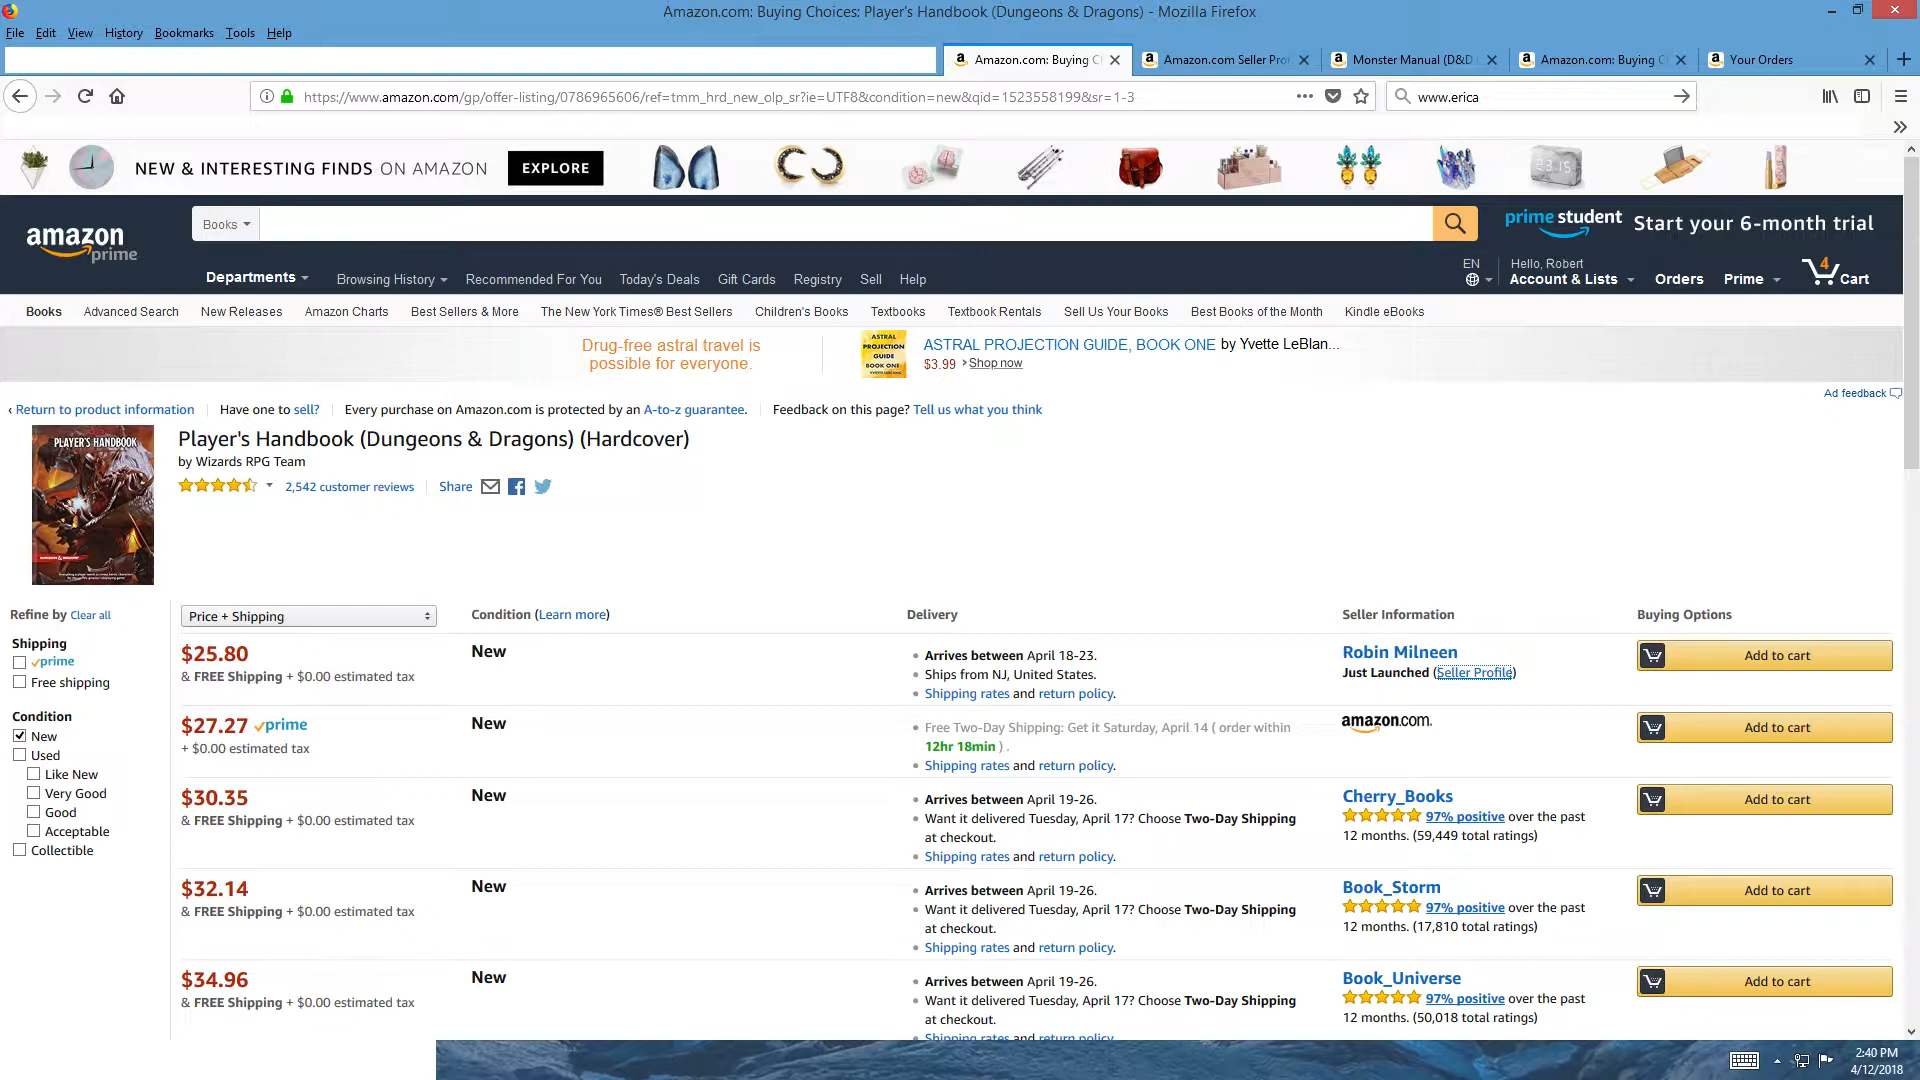 Amazon.com: Buying Choices: Player's Handbook (Dungeons & Dragons) - Mozilla Firefox
File Edit View History Bookmarks Tools Help
Amazon.com: Buying C
Amazon.com Seller Pro
Monster Manual (D&D
Amazon.com: Buying C
Your Orders
https://www.amazon.com/gp/offer-listing/0786965606/ref=tmm_hrd_new_olp_sr?ie=UTF8&condition=new&qid=1523558199&sr=1-3
www.erica
NEW & INTERESTING FINDS ON AMAZON EXPLORE
23:15
amazon prime
Books
prime student Start your 6-month trial
Departments Browsing History Recommended For You Today's Deals Gift Cards Registry Sell Help
EN
Hello, Robert
Account & Lists Orders Prime 4 Cart
Books Advanced Search New Releases Amazon Charts Best Sellers & More The New York Times® Best Sellers Children's Books Textbooks Textbook Rentals Sell Us Your Books Best Books of the Month Kindle eBooks
Drug-free astral travel is
possible for everyone.
ASTRAL
PROJECTION
GUIDE
BOOK ONE
ASTRAL PROJECTION GUIDE, BOOK ONE by Yvette LeBlan...
$3.99 Shop now
Ad feedback
‹ Return to product information Have one to sell? Every purchase on Amazon.com is protected by an A-to-z guarantee. Feedback on this page? Tell us what you think
PLAYER'S HANDBOOK
Player's Handbook (Dungeons & Dragons) (Hardcover)
by Wizards RPG Team
2,542 customer reviews Share
Refine by Clear all
Shipping
prime
Free shipping
Condition
New
Used
Like New
Very Good
Good
Acceptable
Collectible
Price + Shipping Condition (Learn more) Delivery Seller Information Buying Options
$25.80
& FREE Shipping + $0.00 estimated tax
New
Arrives between April 18-23.
Ships from NJ, United States.
Shipping rates and return policy.
Robin Milneen
Just Launched (Seller Profile)
Add to cart
$27.27 prime
+ $0.00 estimated tax
New
Free Two-Day Shipping: Get it Saturday, April 14 ( order within
12hr 18min ) .
Shipping rates and return policy.
amazon.com.
Add to cart
$30.35
& FREE Shipping + $0.00 estimated tax
New
Arrives between April 19-26.
Want it delivered Tuesday, April 17? Choose Two-Day Shipping
at checkout.
Shipping rates and return policy.
Cherry_Books
97% positive over the past
12 months. (59,449 total ratings)
Add to cart
$32.14
& FREE Shipping + $0.00 estimated tax
New
Arrives between April 19-26.
Want it delivered Tuesday, April 17? Choose Two-Day Shipping
at checkout.
Shipping rates and return policy.
Book_Storm
97% positive over the past
12 months. (17,810 total ratings)
Add to cart
$34.96
& FREE Shipping + $0.00 estimated tax
New
Arrives between April 19-26.
Want it delivered Tuesday, April 17? Choose Two-Day Shipping
at checkout.
Shipping rates and return policy.
Book_Universe
97% positive over the past
12 months. (50,018 total ratings)
Add to cart
2:40 PM
4/12/2018